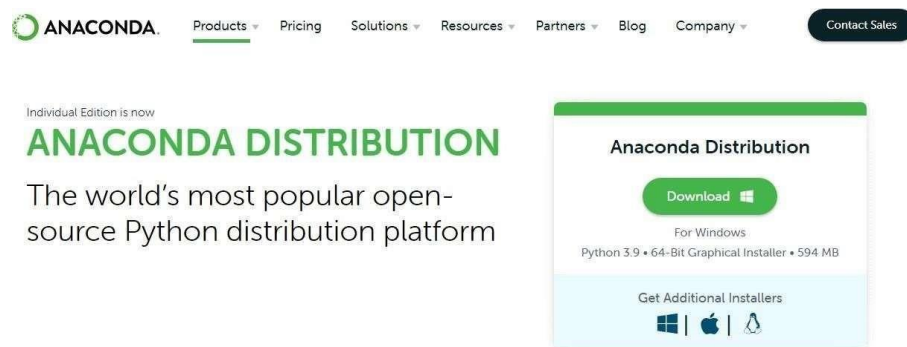 ANACONDA.
Products Pricing Solutions Resources Partners Blog Company Contact Sales
Individual Edition is now
ANACONDA DISTRIBUTION
The world's most popular open-
source Python distribution platform
Anaconda Distribution
Download
For Windows
Python 3.9 • 64-Bit Graphical Installer • 594 MB
Get Additional Installers